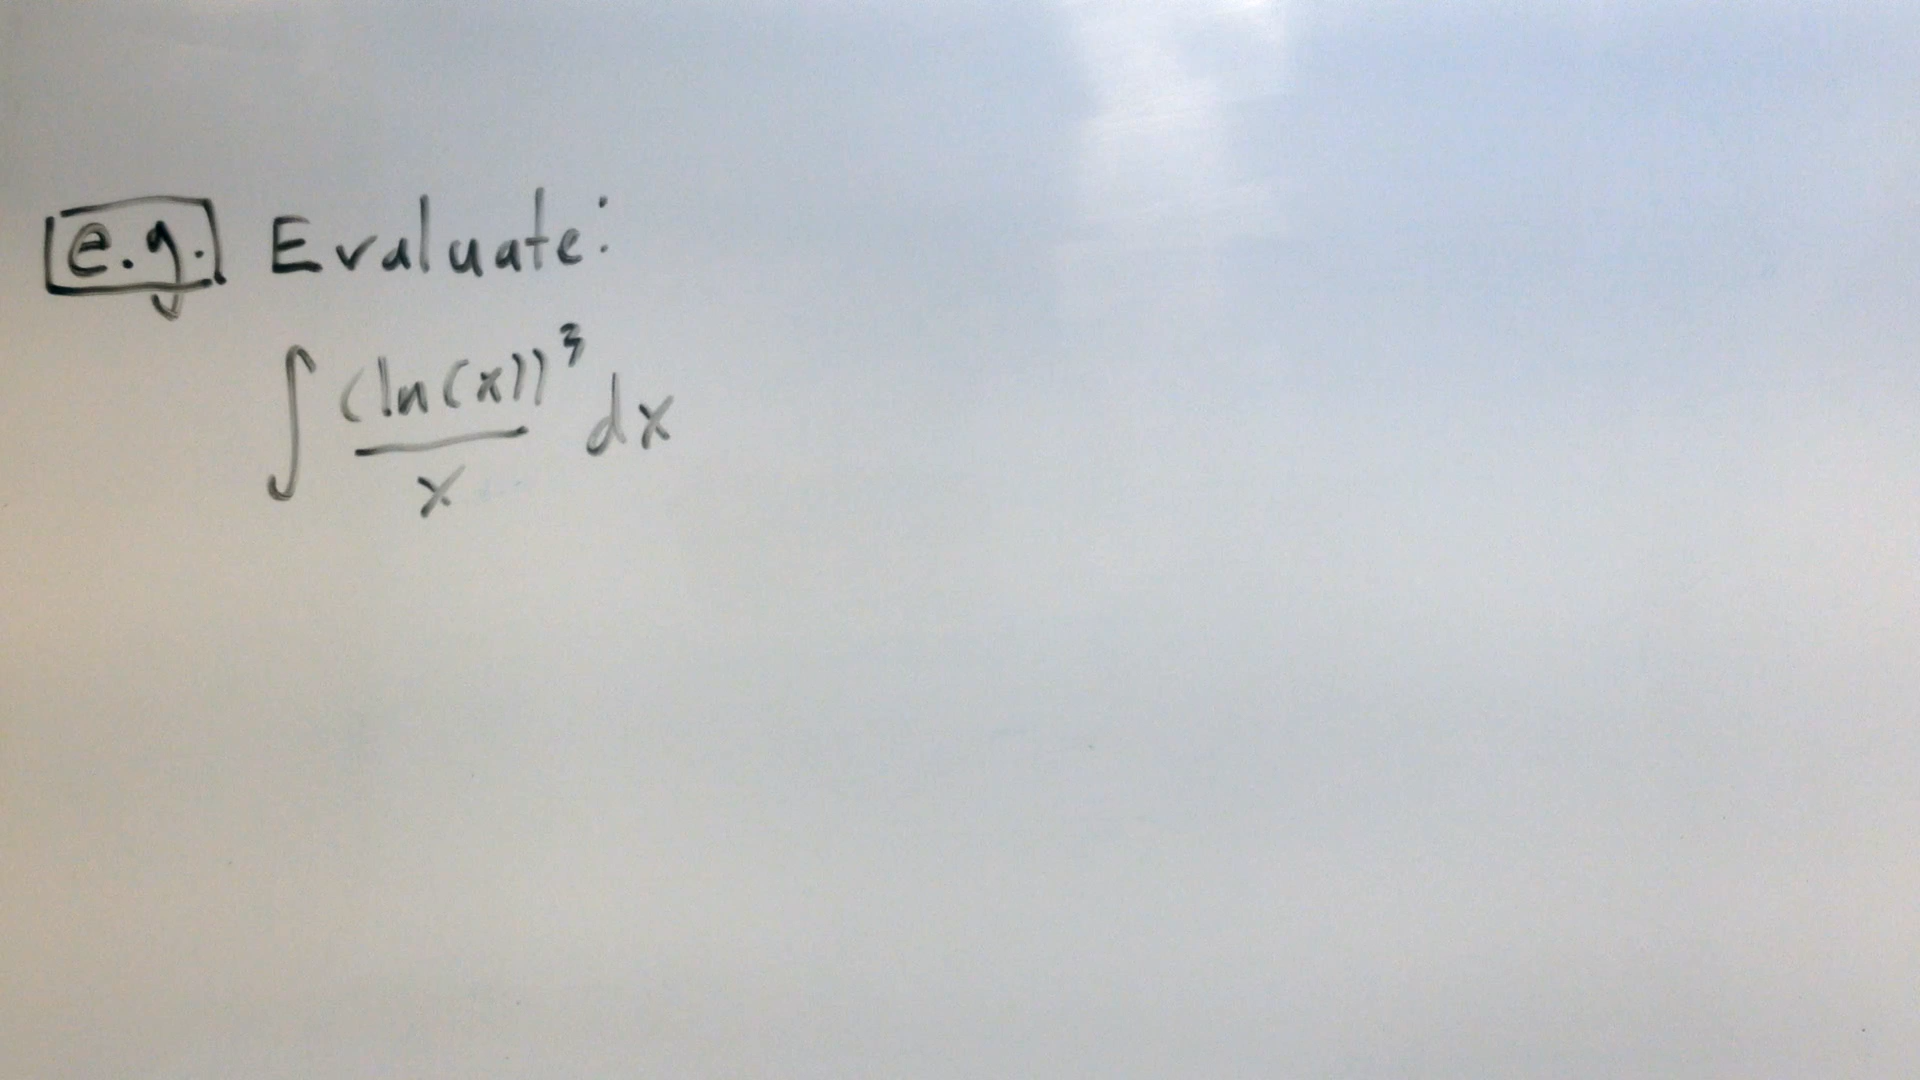 e.g. Evaluate:
∫ (ln(x))³/x dx